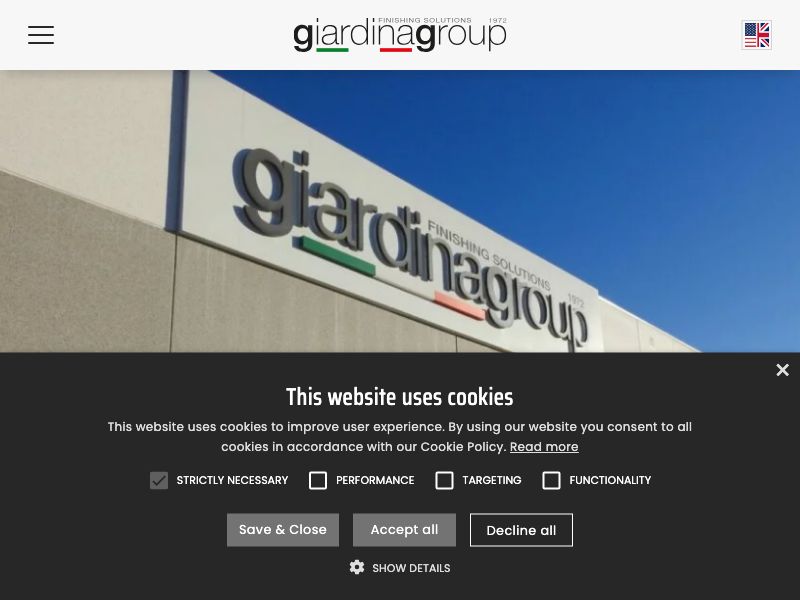 FINISHING SOLUTIONS 1972
giardinagroup
giardinagroup
FINISHING SOLUTIONS 1972
This website uses cookies
This website uses cookies to improve user experience. By using our website you consent to all
cookies in accordance with our Cookie Policy. Read more
STRICTLY NECESSARY PERFORMANCE TARGETING FUNCTIONALITY
Save & Close Accept all Decline all
SHOW DETAILS